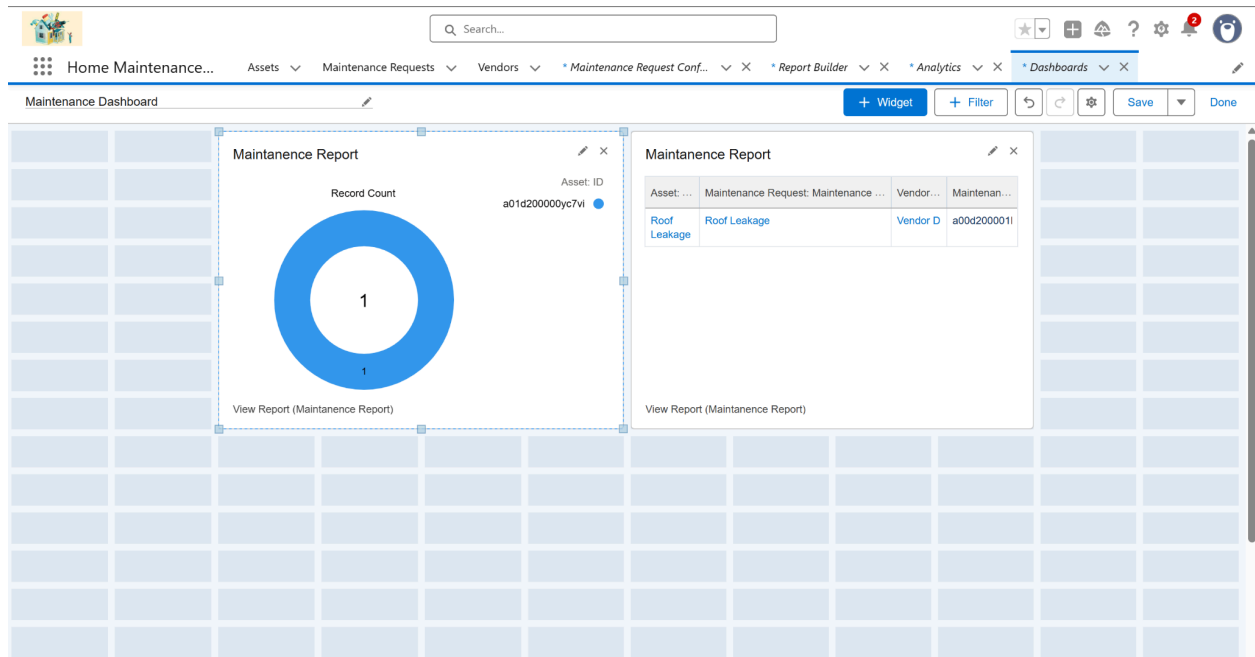 Search...
2
Home Maintenance...
Assets
Maintenance Requests
Vendors
* Maintenance Request Conf...
* Report Builder
* Analytics
* Dashboards
Maintenance Dashboard
+ Widget
+ Filter
Save
Done
Maintanence Report
Asset: ID
Record Count
a01d200000yc7vi
1
1
View Report (Maintanence Report)
Maintanence Report
Asset: ...
Maintenance Request: Maintenance ...
Vendor...
Maintenan...
Roof
Leakage
Roof Leakage
Vendor D
a00d200001
View Report (Maintanence Report)